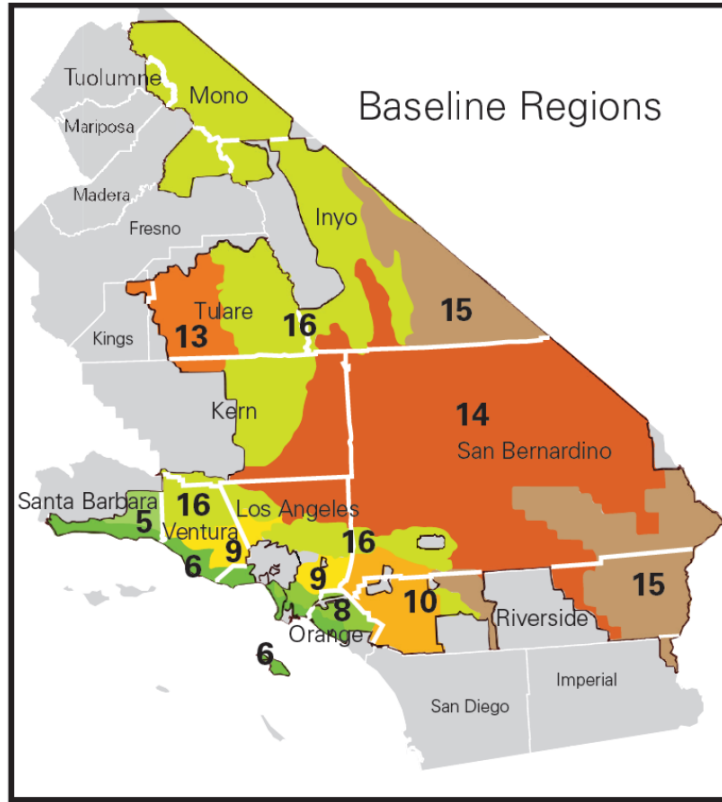 Baseline Regions
Tuolumne
Mono
Mariposa
Madera
Fresno
Inyo
Tulare
13
16
15
Kings
Kern
14
San Bernardino
Santa Barbara
5
16
Ventura
Los Angeles
9
16
6
9
8
10
15
Riverside
Orange
6
San Diego
Imperial